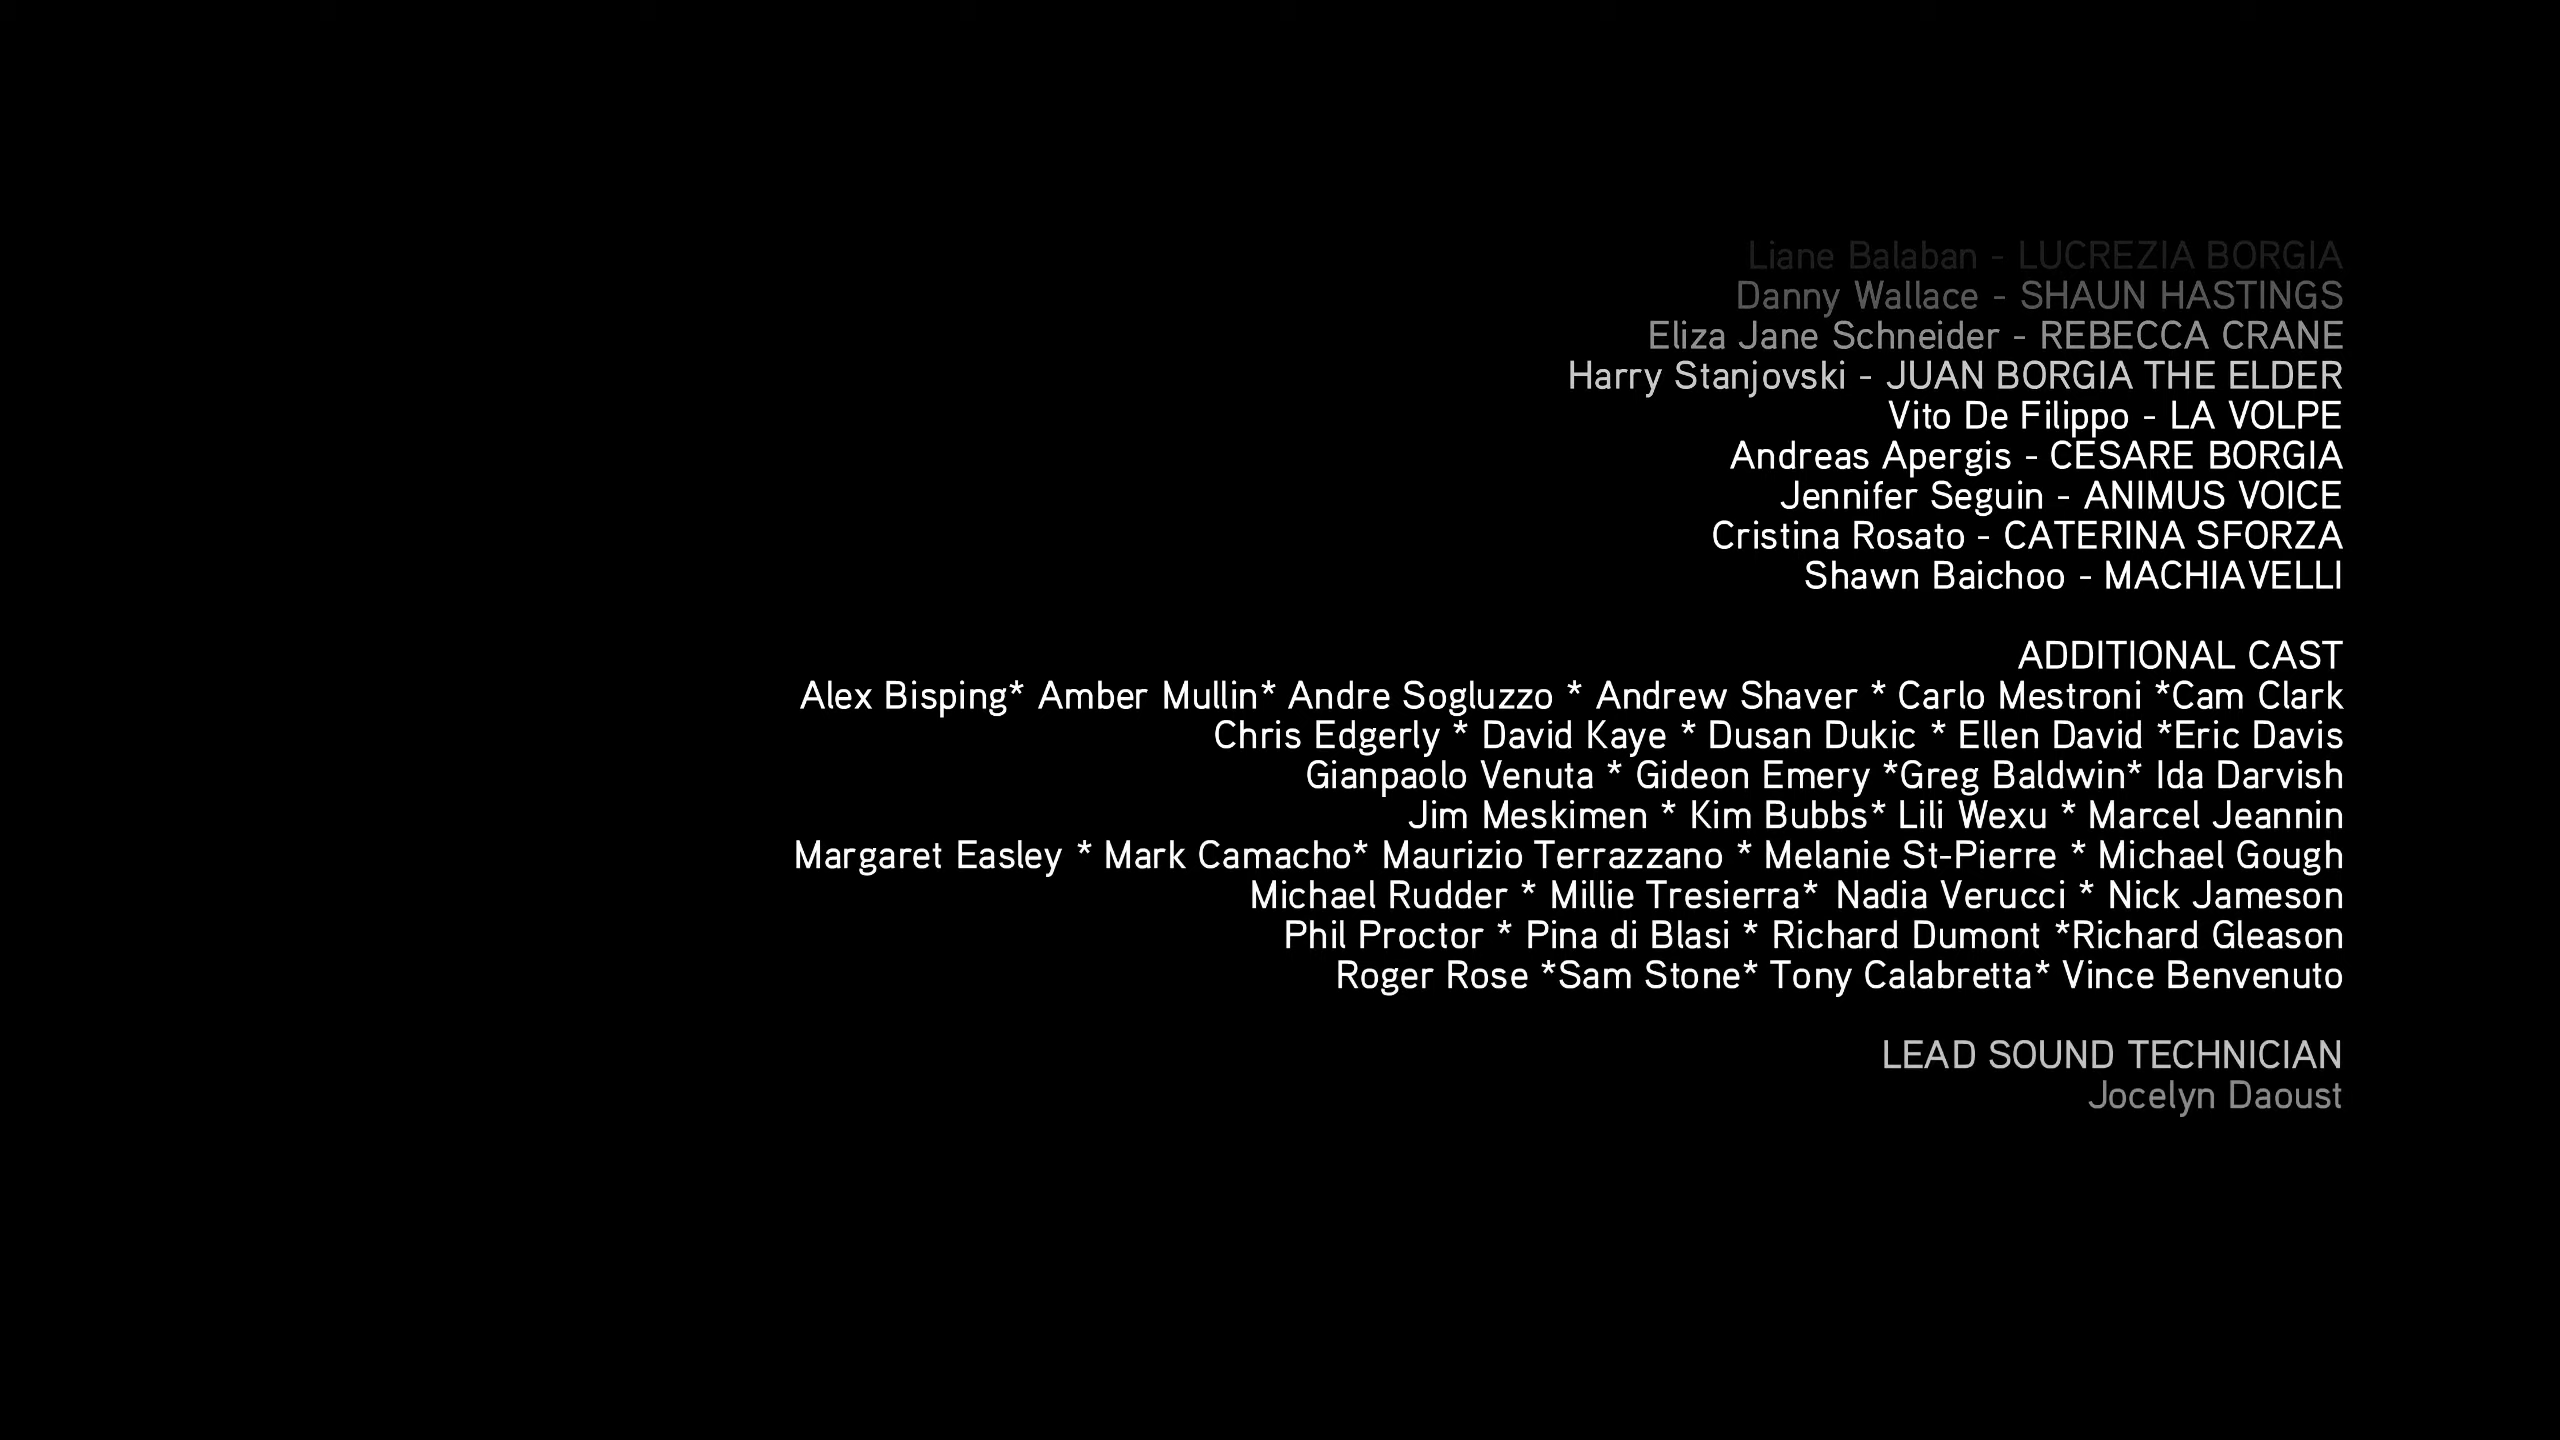 Liane Balaban - LUCREZIA BORGIA
Danny Wallace - SHAUN HASTINGS
Eliza Jane Schneider - REBECCA CRANE
Harry Stanjovski - JUAN BORGIA THE ELDER
Vito De Filippo - LA VOLPE
Andreas Apergis - CESARE BORGIA
Jennifer Seguin - ANIMUS VOICE
Cristina Rosato - CATERINA SFORZA
Shawn Baichoo - MACHIAVELLI
ADDITIONAL CAST
Alex Bisping* Amber Mullin* Andre Sogluzzo * Andrew Shaver * Carlo Mestroni *Cam Clark
Chris Edgerly * David Kaye * Dusan Dukic * Ellen David *Eric Davis
Gianpaolo Venuta * Gideon Emery *Greg Baldwin* Ida Darvish
Jim Meskimen * Kim Bubbs* Lili Wexu * Marcel Jeannin
Margaret Easley * Mark Camacho* Maurizio Terrazzano * Melanie St-Pierre * Michael Gough
Michael Rudder * Millie Tresierra* Nadia Verucci * Nick Jameson
Phil Proctor * Pina di Blasi * Richard Dumont *Richard Gleason
Roger Rose *Sam Stone* Tony Calabretta* Vince Benvenuto
LEAD SOUND TECHNICIAN
Jocelyn Daoust